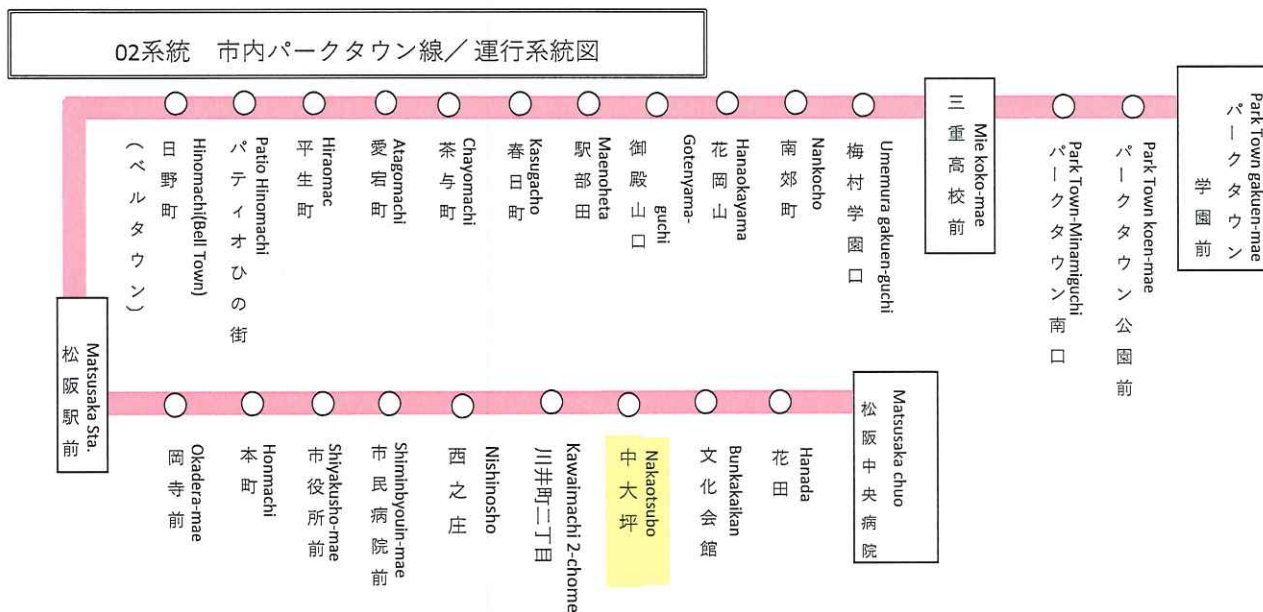 02系統　市内パークタウン線／運行系統図
日野町
(ベルタウン)
Hinomachi(Bell Town)
パティオひの街
Patio Hinomachi
平生町
Hiraomac
愛宕町
Atagomachi
茶与町
Chayomachi
春日町
Kasugacho
駅部田
Maenoheta
御殿山口
Gotenyama-
guchi
花岡山
Hanaokayama
南郊町
Nankocho
梅村学園口
Umemura gakuen-guchi
三重高校前
Mie koko-mae
パークタウン南口
Park Town-Minamiguchi
パークタウン公園前
Park Town koen-mae
パークタウン
学園前
Park Town gakuen-mae
松阪駅前
Matsusaka Sta.
岡寺前
Okadera-mae
本町
Honmachi
市役所前
Shiyakusho-mae
市民病院前
Shiminbyouin-mae
西之庄
Nishinosho
川井町二丁目
Kawaimachi 2-chome
中大坪
Nakaotsubo
文化会館
Bunkakaikan
花田
Hanada
松阪中央病院
Matsusaka chuo